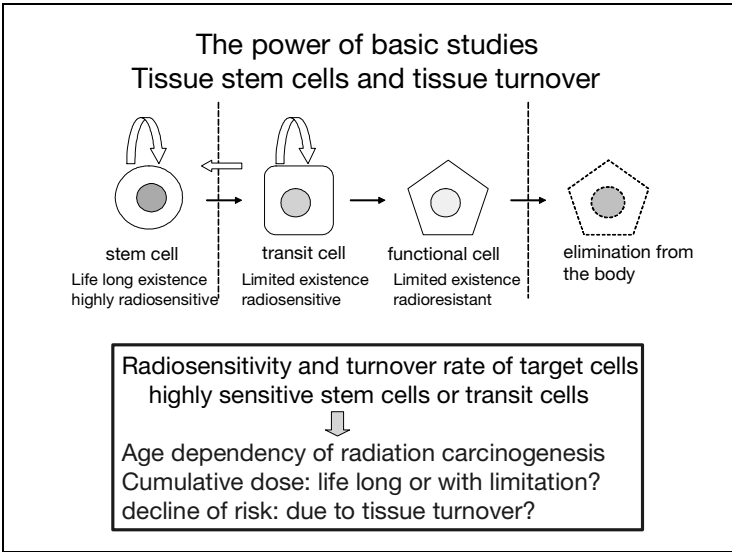 The power of basic studies
Tissue stem cells and tissue turnover
stem cell
Life long existence
highly radiosensitive
transit cell
Limited existence
radiosensitive
functional cell
Limited existence
radioresistant
elimination from
the body
Radiosensitivity and turnover rate of target cells
highly sensitive stem cells or transit cells
Age dependency of radiation carcinogenesis
Cumulative dose: life long or with limitation?
decline of risk: due to tissue turnover?